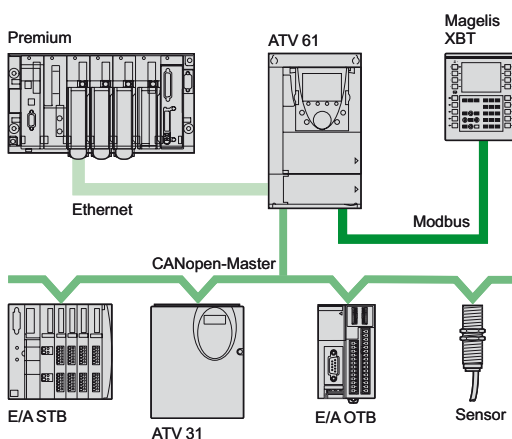 Premium
ATV 61
Magelis
XBT
Ethernet
Modbus
CANopen-Master
E/A STB
ATV 31
E/A OTB
Sensor